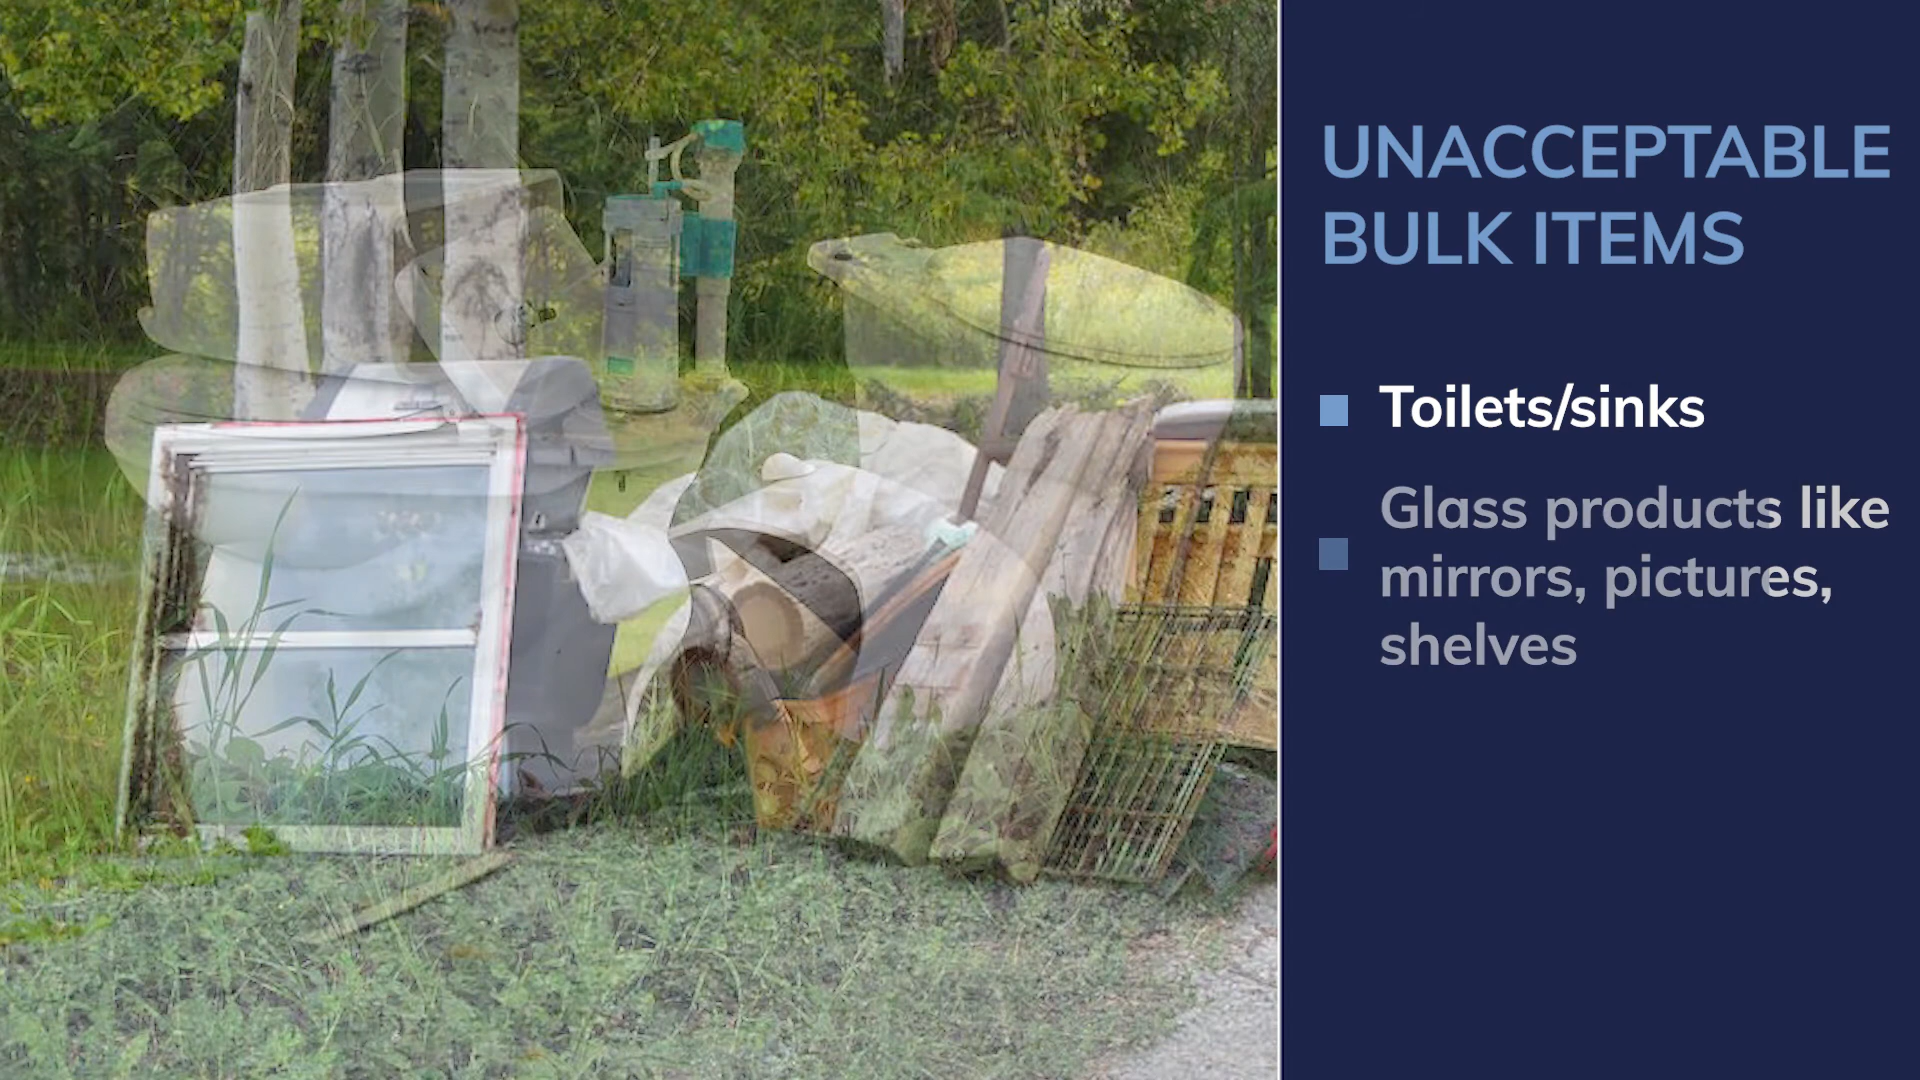 UNACCEPTABLE
BULK ITEMS
Toilets/sinks
Glass products like
mirrors, pictures,
shelves